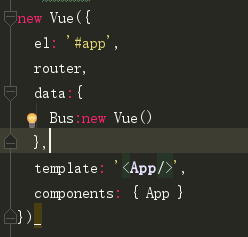 new Vue({
  el: '#app',
  router,
  data:{
    Bus:new Vue()
  },
  template: '<App/>',
  components: { App }
})